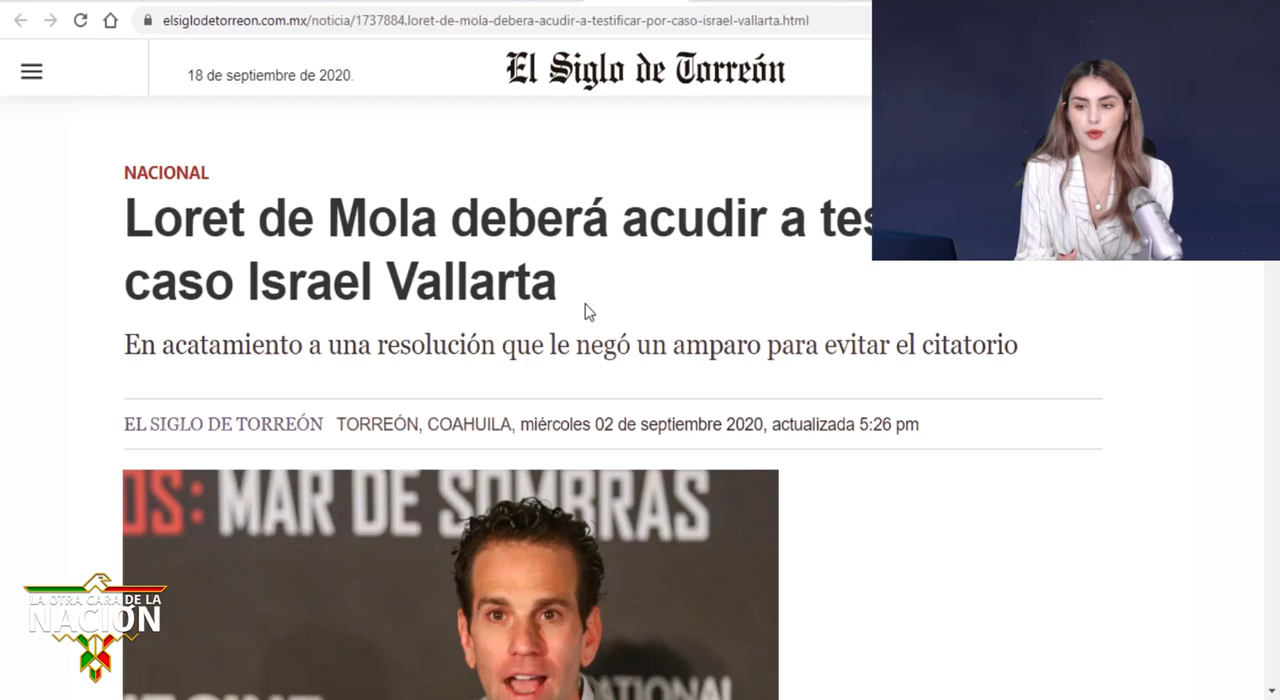 elsiglodetorreon.com.mx/noticia/1737884.loret-de-mola-debera-acudir-a-testificar-por-caso-israel-vallarta.html
18 de septiembre de 2020.
El Siglo de Torreón
NACIONAL
Loret de Mola deberá acudir a tes
caso Israel Vallarta
En acatamiento a una resolución que le negó un amparo para evitar el citatorio
EL SIGLO DE TORREÓN TORREÓN, COAHUILA, miércoles 02 de septiembre 2020, actualizada 5:26 pm
OS: MAR DE SOMBRAS
LA OTRA CARA DE LA
NACIÓN